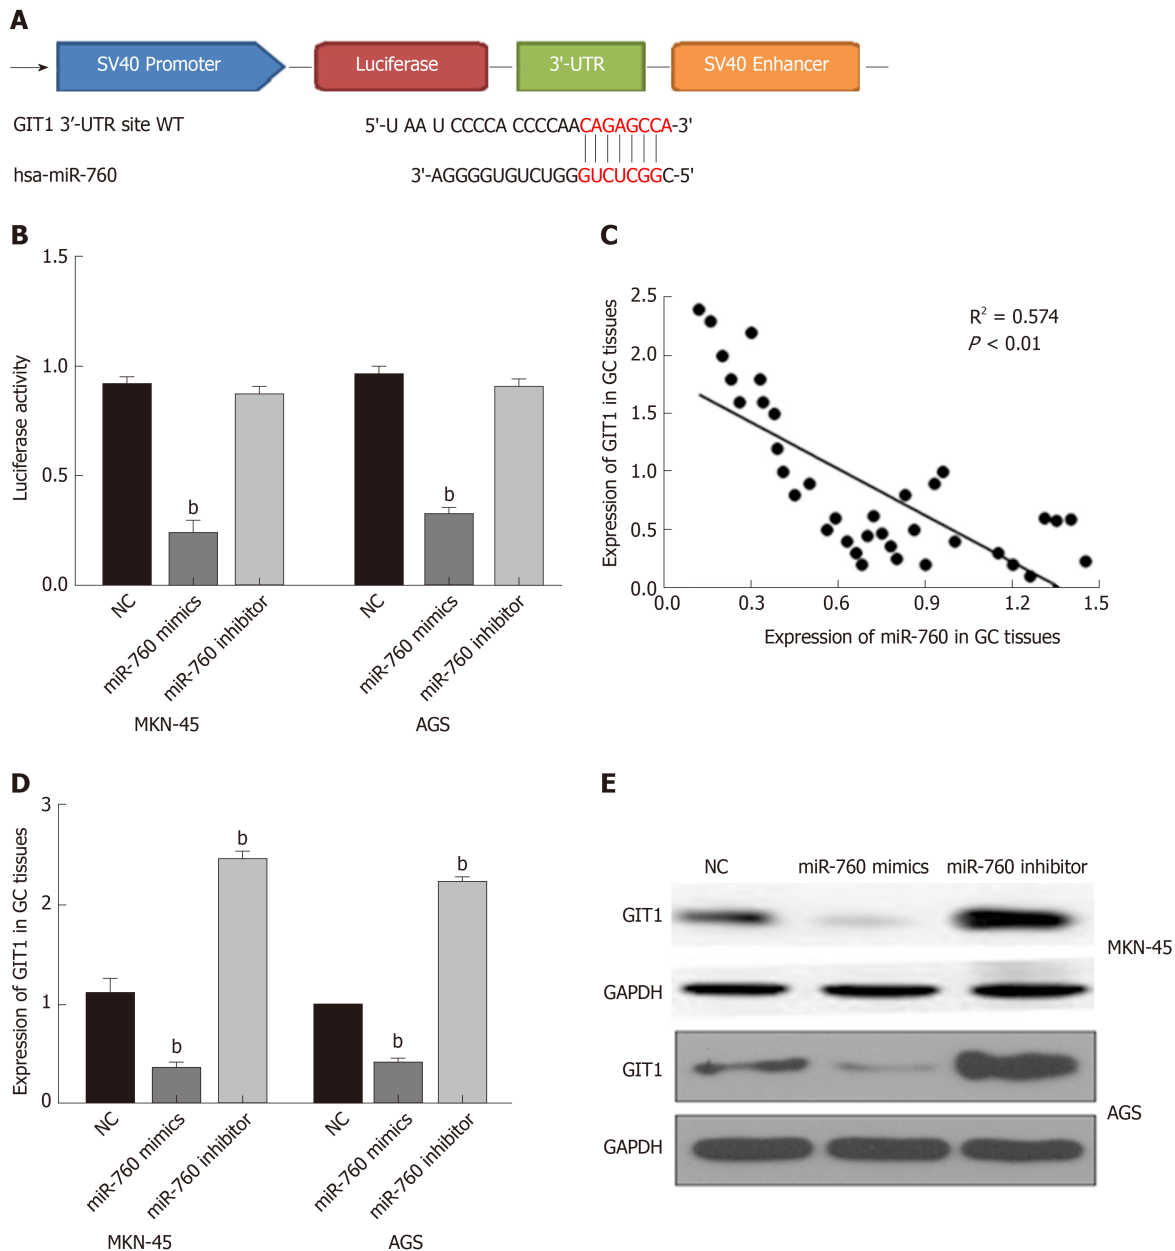 A
SV40 Promoter
Luciferase
3'-UTR
SV40 Enhancer
GIT1 3′-UTR site WT
5'-U AA U CCCCA CCCCAACAGAGCCA-3'
hsa-miR-760
3'-AGGGGUGUCUGGGUCUCGGC-5'
B
1.5
1.0
0.5
0.0
Luciferase activity
b
b
NC
miR-760 mimics
miR-760 inhibitor
NC
miR-760 mimics
miR-760 inhibitor
MKN-45
AGS
C
2.5
2.0
1.5
1.0
0.5
0.0
Expression of GIT1 in GC tissues
R² = 0.574
P < 0.01
0.0 0.3 0.6 0.9 1.2 1.5
Expression of miR-760 in GC tissues
D
3
2
1
0
Expression of GIT1 in GC tissues
b
b
b
b
NC
miR-760 mimics
miR-760 inhibitor
NC
miR-760 mimics
miR-760 inhibitor
MKN-45
AGS
E
NC miR-760 mimics miR-760 inhibitor
GIT1
GAPDH
MKN-45
GIT1
GAPDH
AGS